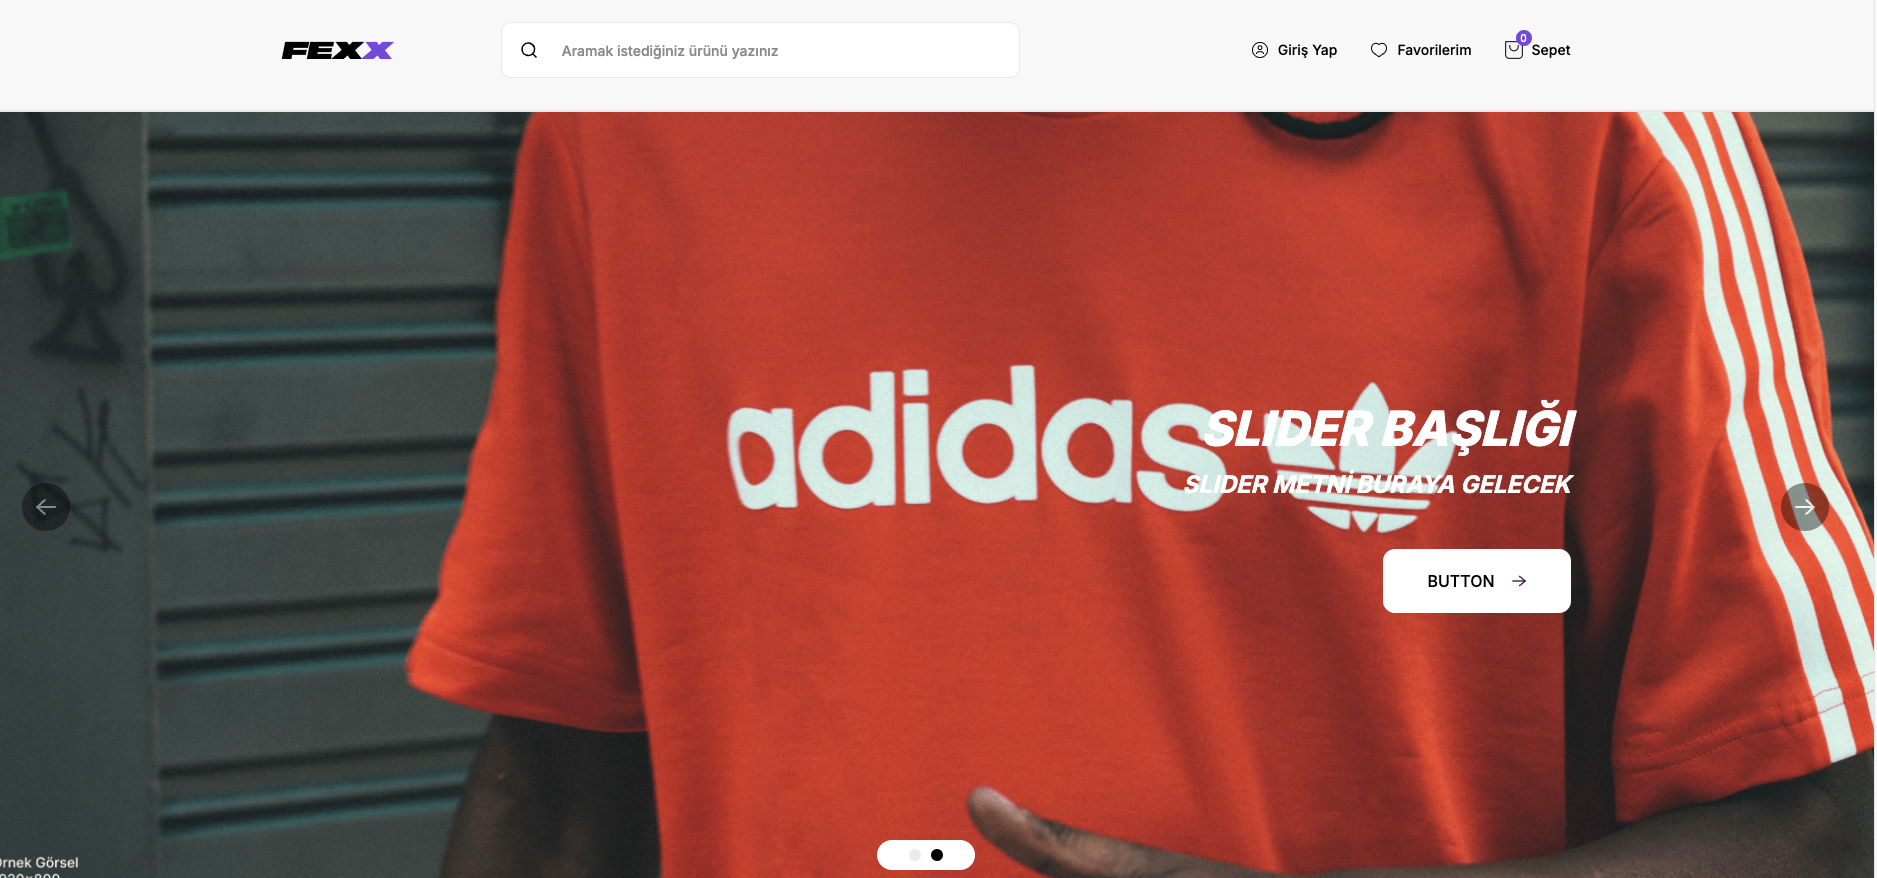 FEXX
Aramak istediğiniz ürünü yazınız
Giriş Yap
Favorilerim
0
Sepet
adidas
SLIDER BAŞLIĞI
SLIDER METNİ BURAYA GELECEK
BUTTON
Görsel